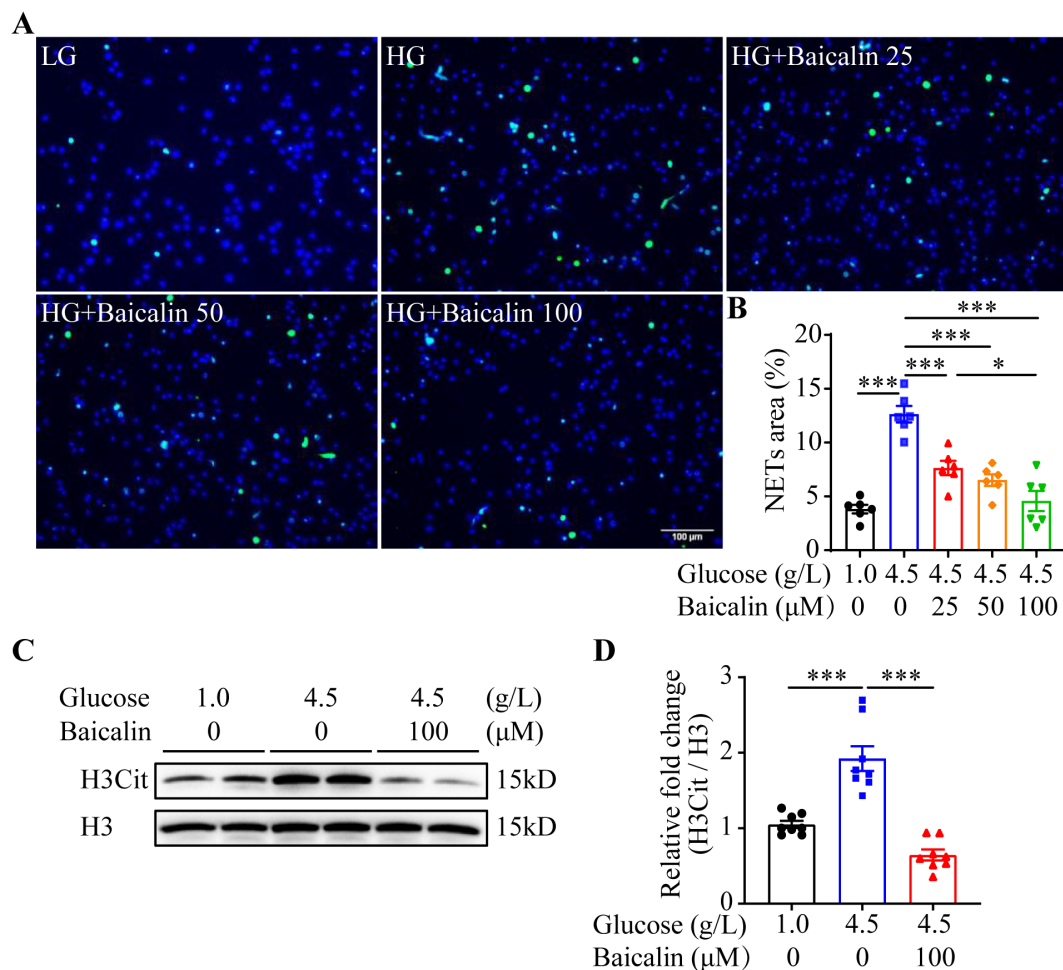 A
LG
HG
HG+Baicalin 25
HG+Baicalin 50
HG+Baicalin 100
100 μm
B
NETs area (%)
20
15
10
5
0
***
***
***
***
*
Glucose (g/L) 1.0 4.5 4.5 4.5 4.5
Baicalin (μM) 0 0 25 50 100
C
Glucose 1.0 4.5 4.5 (g/L)
Baicalin 0 0 100 (μM)
H3Cit 15kD
H3 15kD
D
Relative fold change
(H3Cit / H3)
3
2
1
0
*** ***
Glucose (g/L) 1.0 4.5 4.5
Baicalin (μM) 0 0 100